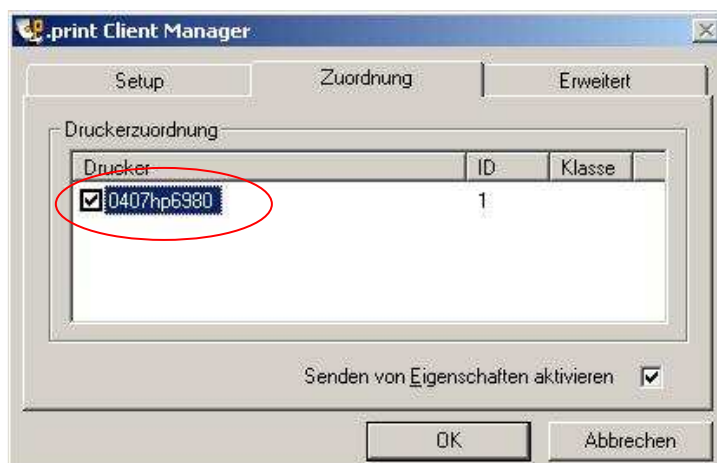 .print Client Manager
Setup Zuordnung Erweitert
Druckerzuordnung
Drucker ID Klasse
0407hp6980 1
Senden von Eigenschaften aktivieren
OK Abbrechen